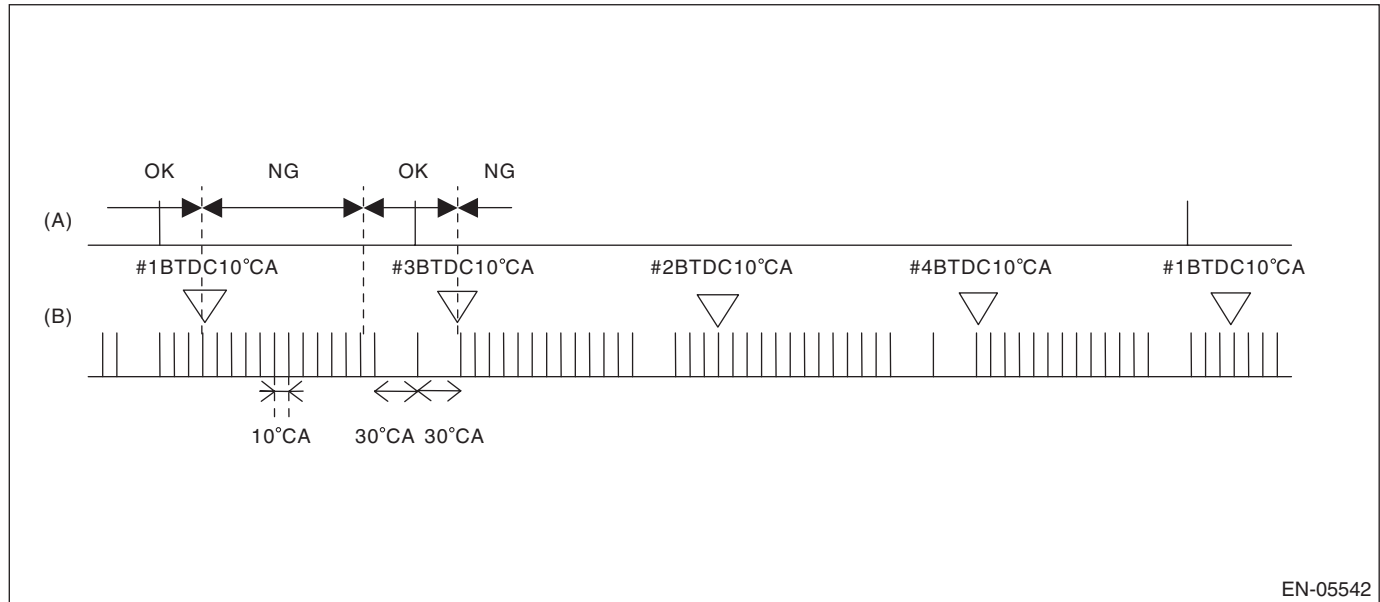 OK NG OK NG
(A)
#1BTDC10°CA #3BTDC10°CA #2BTDC10°CA #4BTDC10°CA #1BTDC10°CA
(B)
10°CA 30°CA 30°CA
EN-05542